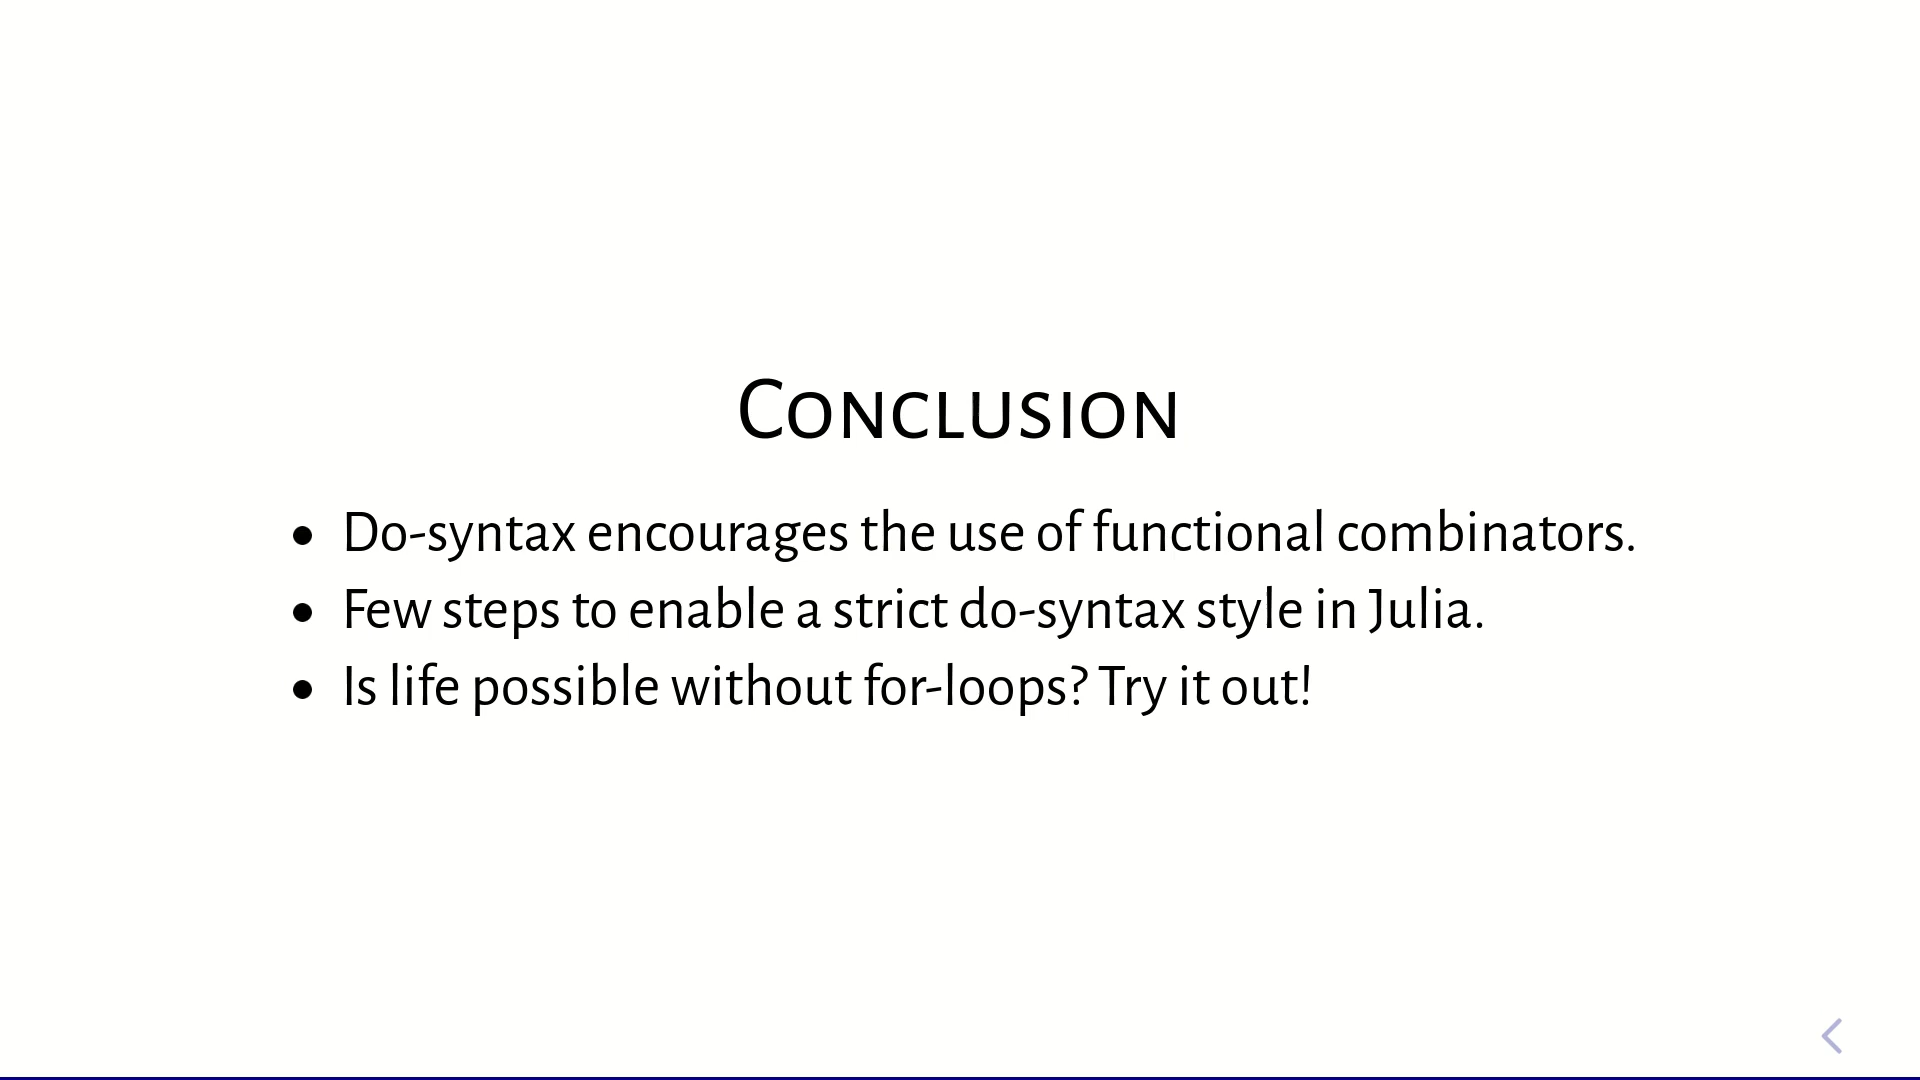 Conclusion
• Do-syntax encourages the use of functional combinators.
• Few steps to enable a strict do-syntax style in Julia.
• Is life possible without for-loops? Try it out!